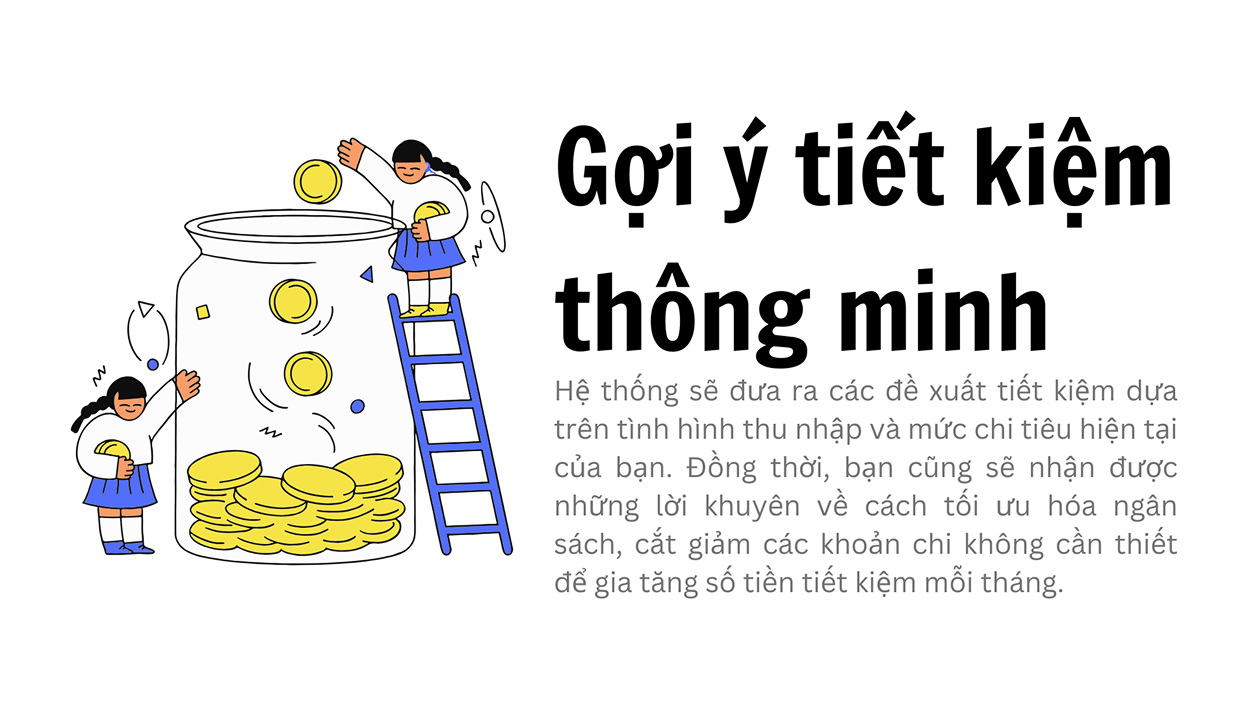 Gợi ý tiết kiệm
thông minh
Hệ thống sẽ đưa ra các đề xuất tiết kiệm dựa
trên tình hình thu nhập và mức chi tiêu hiện tại
của bạn. Đồng thời, bạn cũng sẽ nhận được
những lời khuyên về cách tối ưu hóa ngân
sách, cắt giảm các khoản chi không cần thiết
để gia tăng số tiền tiết kiệm mỗi tháng.